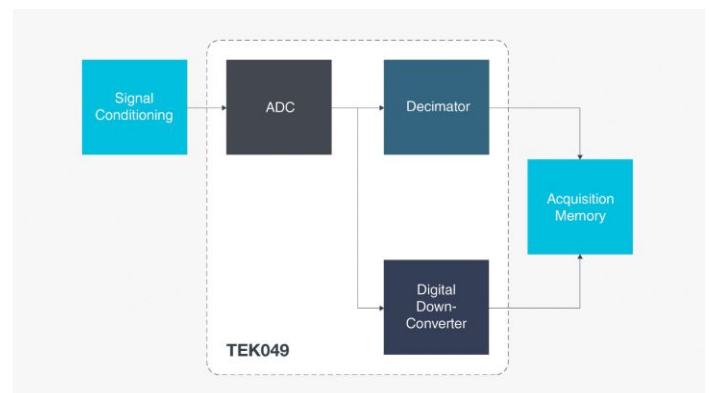 Signal
Conditioning
ADC
Decimator
Acquisition
Memory
Digital
Down-
Converter
TEK049